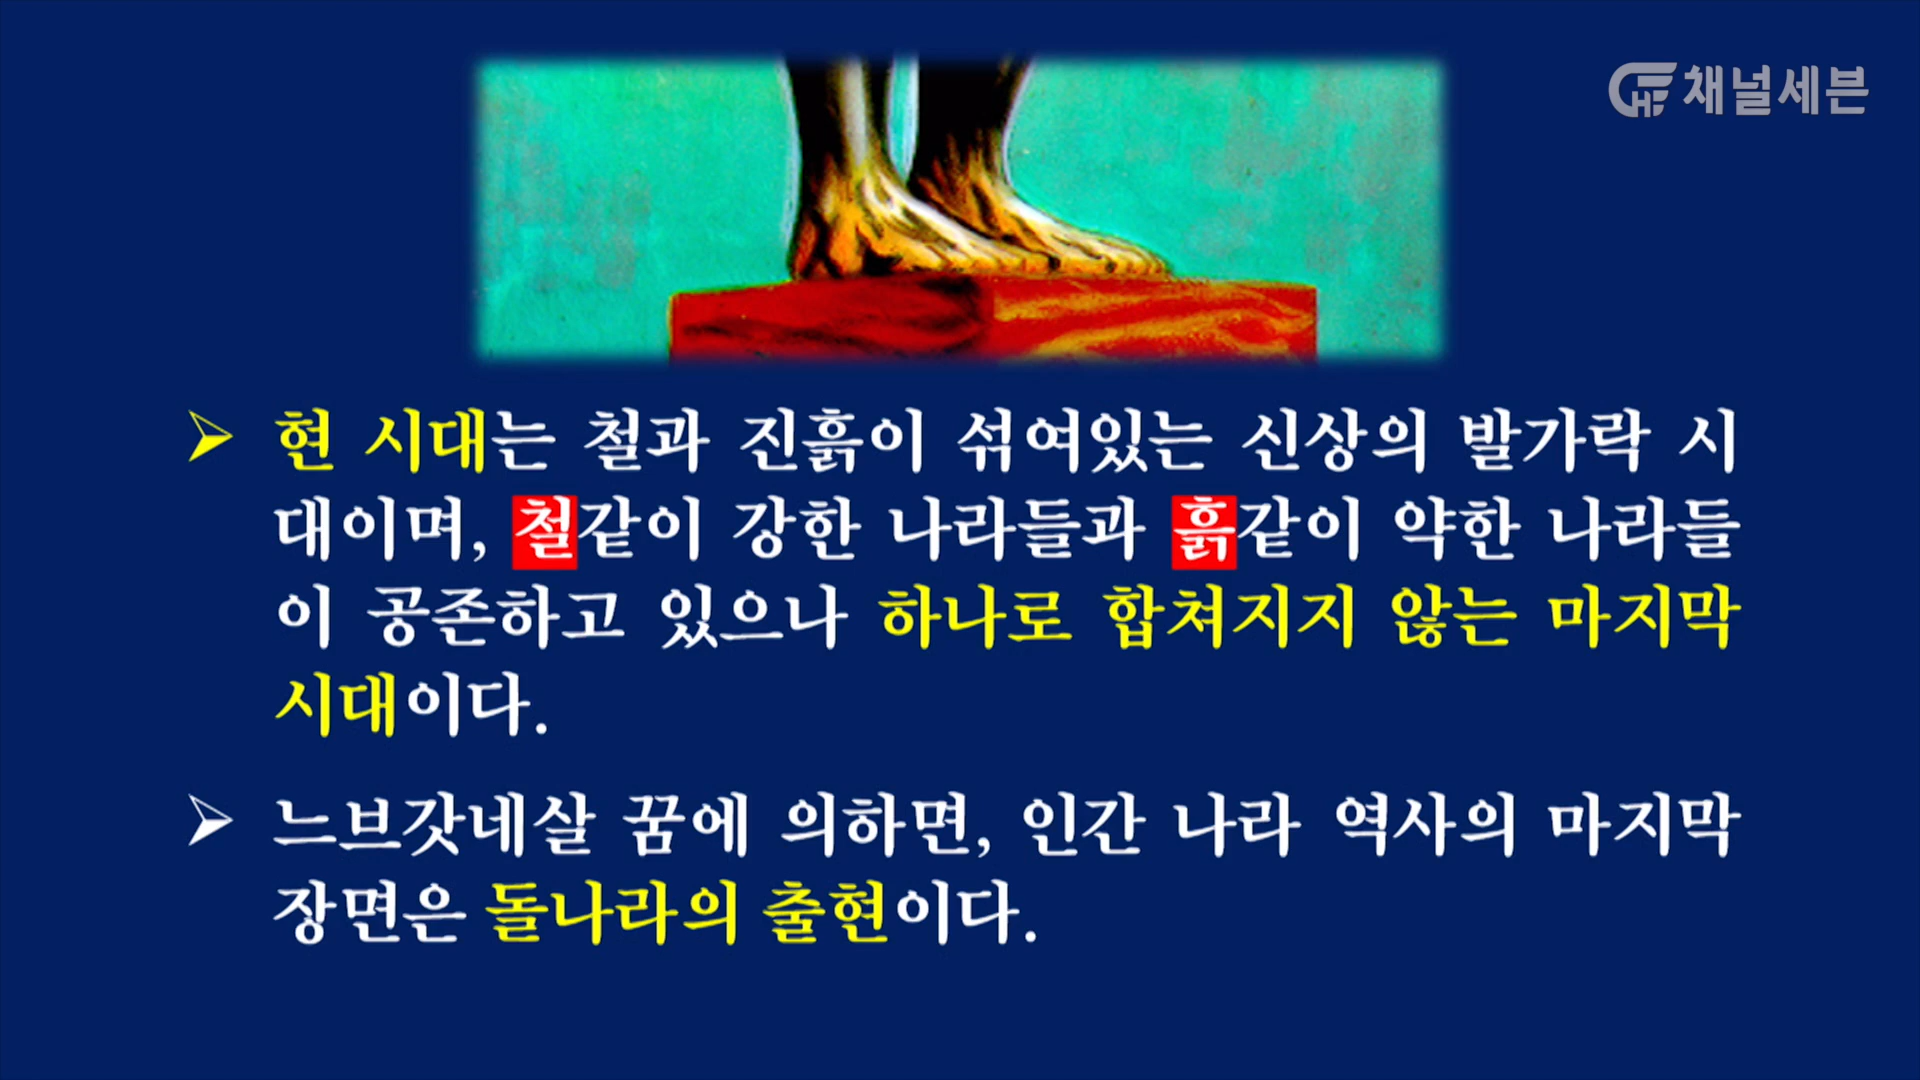 채널세븐
현 시대는 철과 진흙이 섞여있는 신상의 발가락 시
대이며, 철같이 강한 나라들과 흙같이 약한 나라들
이 공존하고 있으나 하나로 합쳐지지 않는 마지막
시대이다.
느브갓네살 꿈에 의하면, 인간 나라 역사의 마지막
장면은 돌나라의 출현이다.